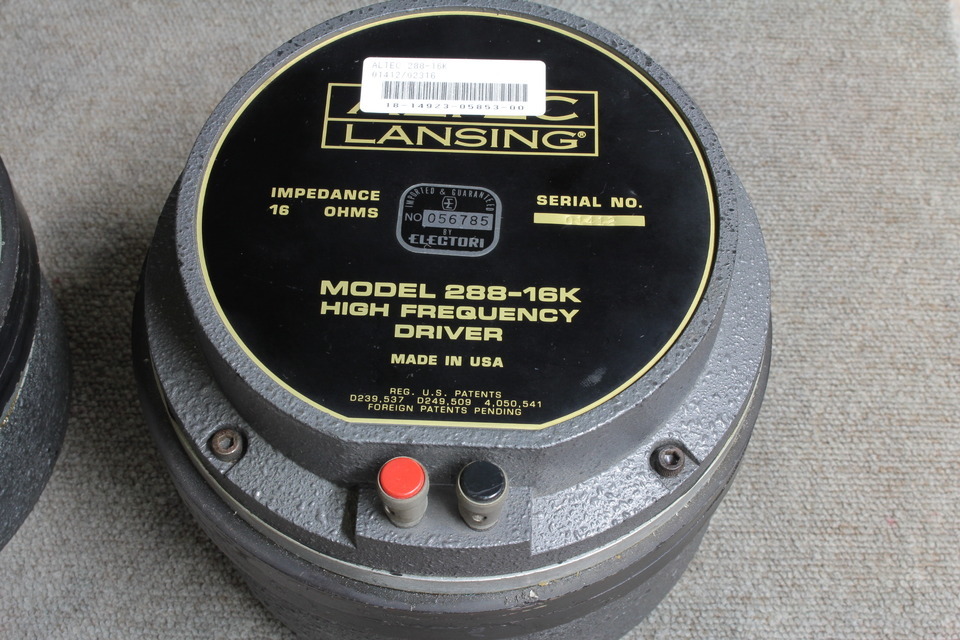 ALTEC 288-16K
01412/02316
18-14923-05853-00
ALTEC
LANSING®
IMPEDANCE
16 OHMS
IMPORTED & GUARANTEED
NO 056785
BY
ELECTORI
SERIAL NO.
MODEL 288-16K
HIGH FREQUENCY
DRIVER
MADE IN USA
REG. U.S. PATENTS
D239,537 D249,509 4,050,541
FOREIGN PATENTS PENDING